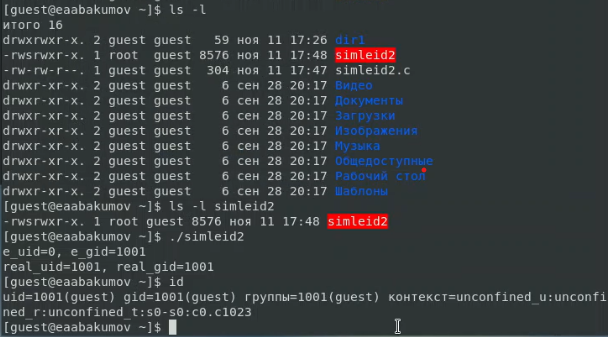 [guest@eaabakumov ~]$ ls -l
итого 16
drwxrwxr-x. 2 guest guest   59 ноя 11 17:26 dir1
-rwsrwxr-x. 1 root  guest 8576 ноя 11 17:48 simleid2
-rw-rw-r--. 1 guest guest  304 ноя 11 17:47 simleid2.c
drwxr-xr-x. 2 guest guest    6 сен 28 20:17 Видео
drwxr-xr-x. 2 guest guest    6 сен 28 20:17 Документы
drwxr-xr-x. 2 guest guest    6 сен 28 20:17 Загрузки
drwxr-xr-x. 2 guest guest    6 сен 28 20:17 Изображения
drwxr-xr-x. 2 guest guest    6 сен 28 20:17 Музыка
drwxr-xr-x. 2 guest guest    6 сен 28 20:17 Общедоступные
drwxr-xr-x. 2 guest guest    6 сен 28 20:17 Рабочий стол
drwxr-xr-x. 2 guest guest    6 сен 28 20:17 Шаблоны
[guest@eaabakumov ~]$ ls -l simleid2
-rwsrwxr-x. 1 root guest 8576 ноя 11 17:48 simleid2
[guest@eaabakumov ~]$ ./simleid2
e_uid=0, e_gid=1001
real_uid=1001, real_gid=1001
[guest@eaabakumov ~]$ id
uid=1001(guest) gid=1001(guest) группы=1001(guest) контекст=unconfined_u:unconfi
ned_r:unconfined_t:s0-s0:c0.c1023
[guest@eaabakumov ~]$